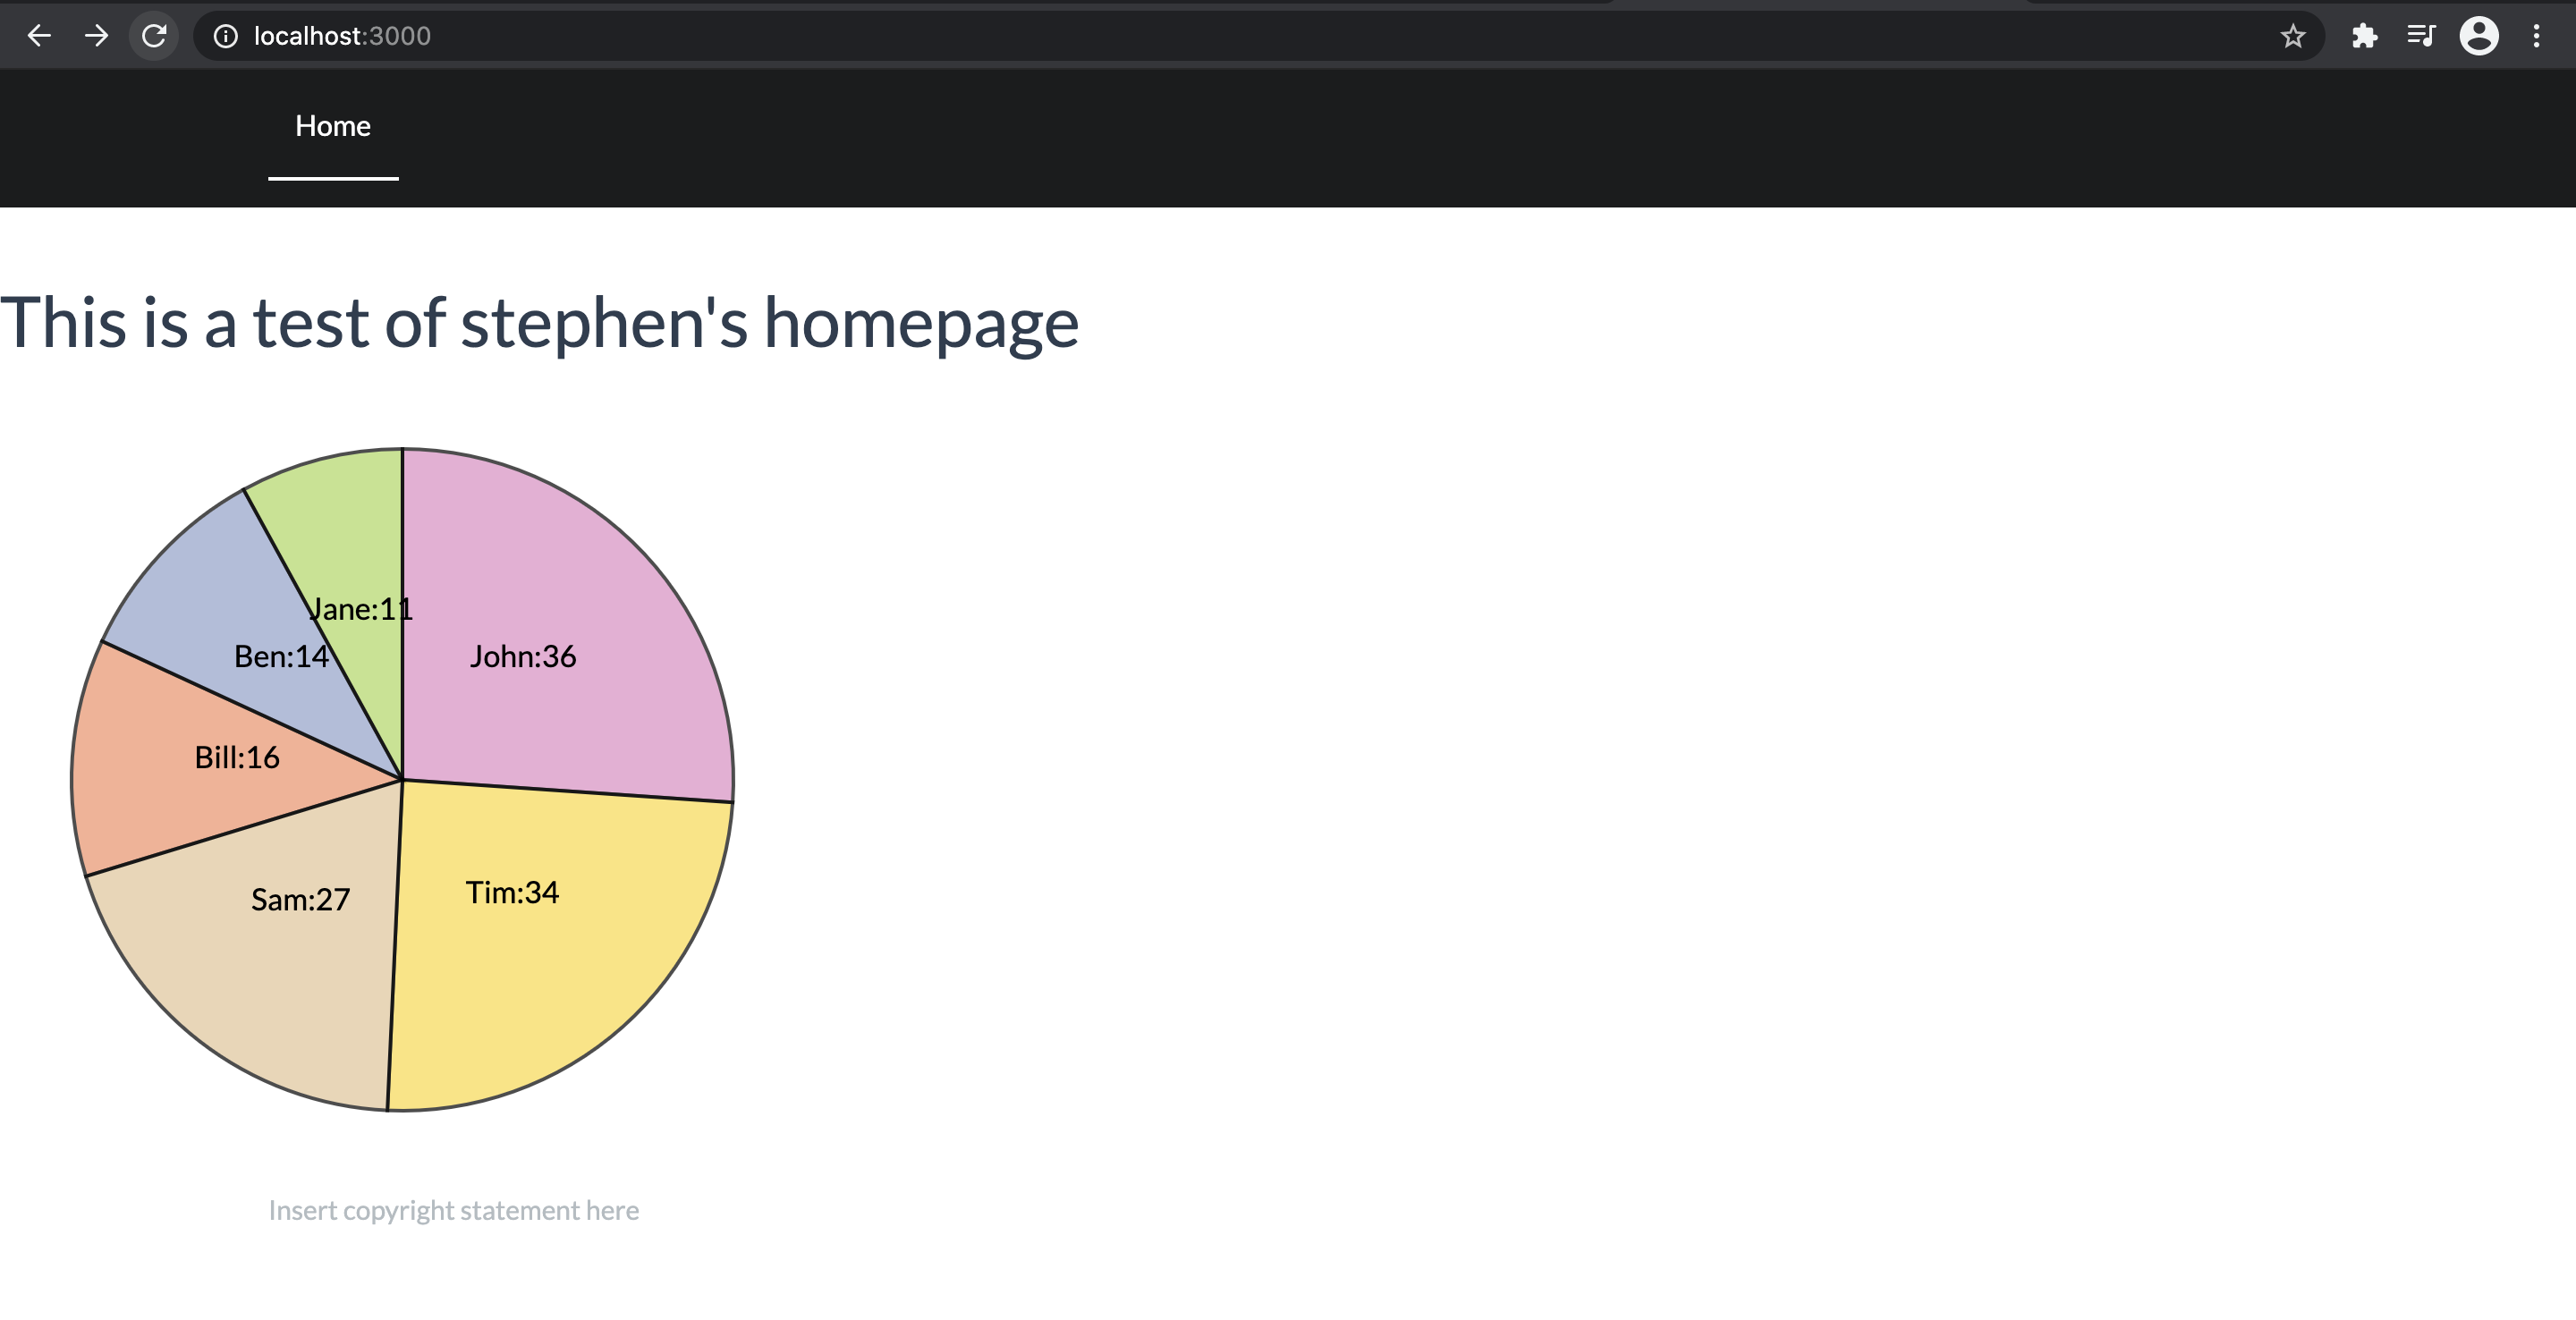 localhost:3000
Home
This is a test of stephen's homepage
Jane:11
Ben:14
John:36
Bill:16
Sam:27
Tim:34
Insert copyright statement here